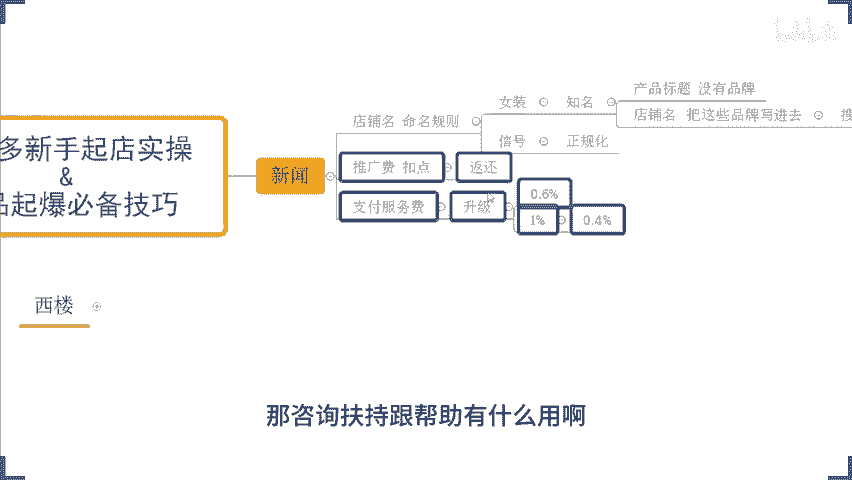 多新手起店实操
&
品起爆必备技巧
新闻
店铺名 命名规则
女装
知名
产品标题 没有品牌
店铺名 把这些品牌写进去
搜
信号
正规化
推广费 扣点
返还
支付服务费
升级
0.6%
1%
0.4%
西楼
那咨询扶持跟帮助有什么用啊